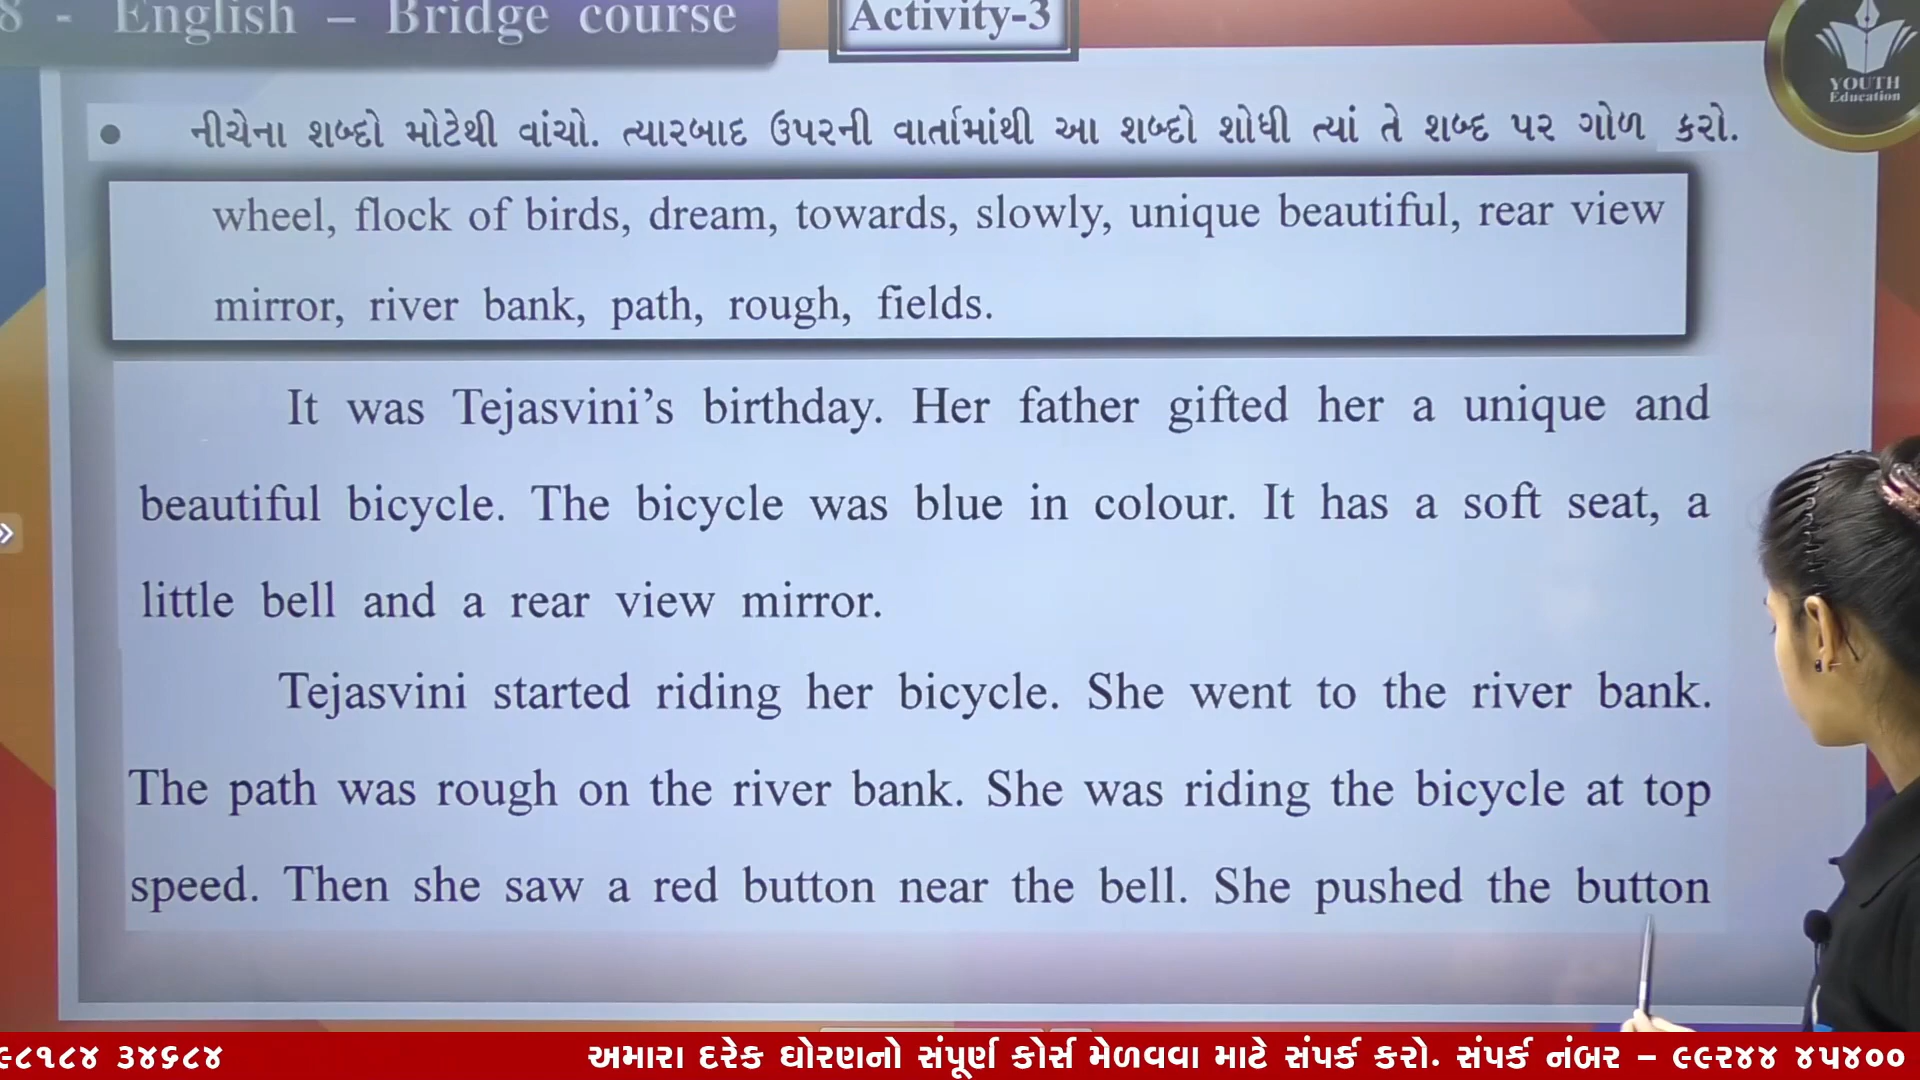 8 - English – Bridge course
Activity-3
YOUTH
Education
• નીચેના શબ્દો મોટેથી વાંચો. ત્યારબાદ ઉપરની વાર્તામાંથી આ શબ્દો શોધી ત્યાં તે શબ્દ પર ગોળ કરો.
wheel, flock of birds, dream, towards, slowly, unique beautiful, rear view
mirror, river bank, path, rough, fields.
It was Tejasvini’s birthday. Her father gifted her a unique and
beautiful bicycle. The bicycle was blue in colour. It has a soft seat, a
little bell and a rear view mirror.
Tejasvini started riding her bicycle. She went to the river bank.
The path was rough on the river bank. She was riding the bicycle at top
speed. Then she saw a red button near the bell. She pushed the button
૯૮૧૮૪ ૩૪૬૮૪ અમારા દરેક ધોરણનો સંપૂર્ણ કોર્સ મેળવવા માટે સંપર્ક કરો. સંપર્ક નંબર – ૯૯૨૪૪ ૪૫૪૦૦